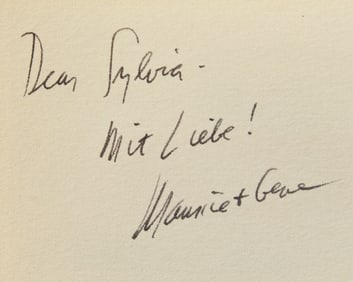 Dear Sylvia -
Mit Liebe!
Maurice + Gene